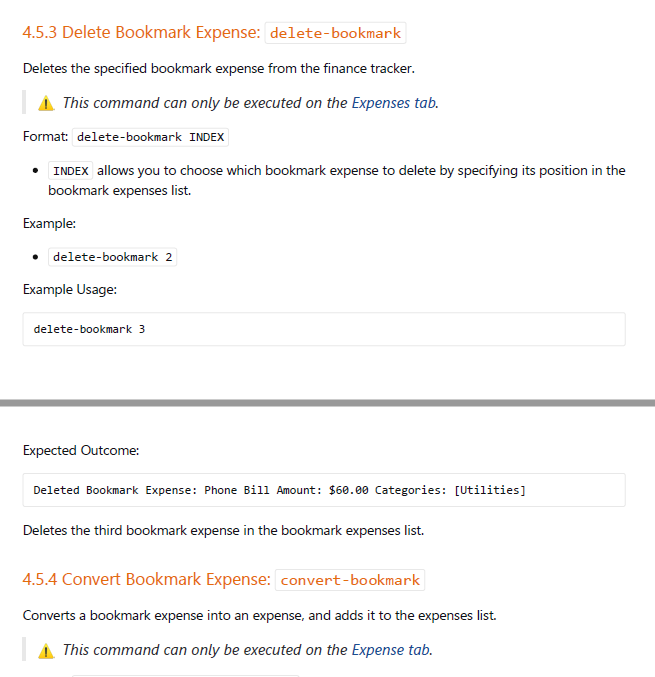 4.5.3 Delete Bookmark Expense: delete-bookmark
Deletes the specified bookmark expense from the finance tracker.
⚠️ This command can only be executed on the Expenses tab.
Format: delete-bookmark INDEX
• INDEX allows you to choose which bookmark expense to delete by specifying its position in the
bookmark expenses list.
Example:
• delete-bookmark 2
Example Usage:
delete-bookmark 3
Expected Outcome:
Deleted Bookmark Expense: Phone Bill Amount: $60.00 Categories: [Utilities]
Deletes the third bookmark expense in the bookmark expenses list.
4.5.4 Convert Bookmark Expense: convert-bookmark
Converts a bookmark expense into an expense, and adds it to the expenses list.
⚠️ This command can only be executed on the Expense tab.